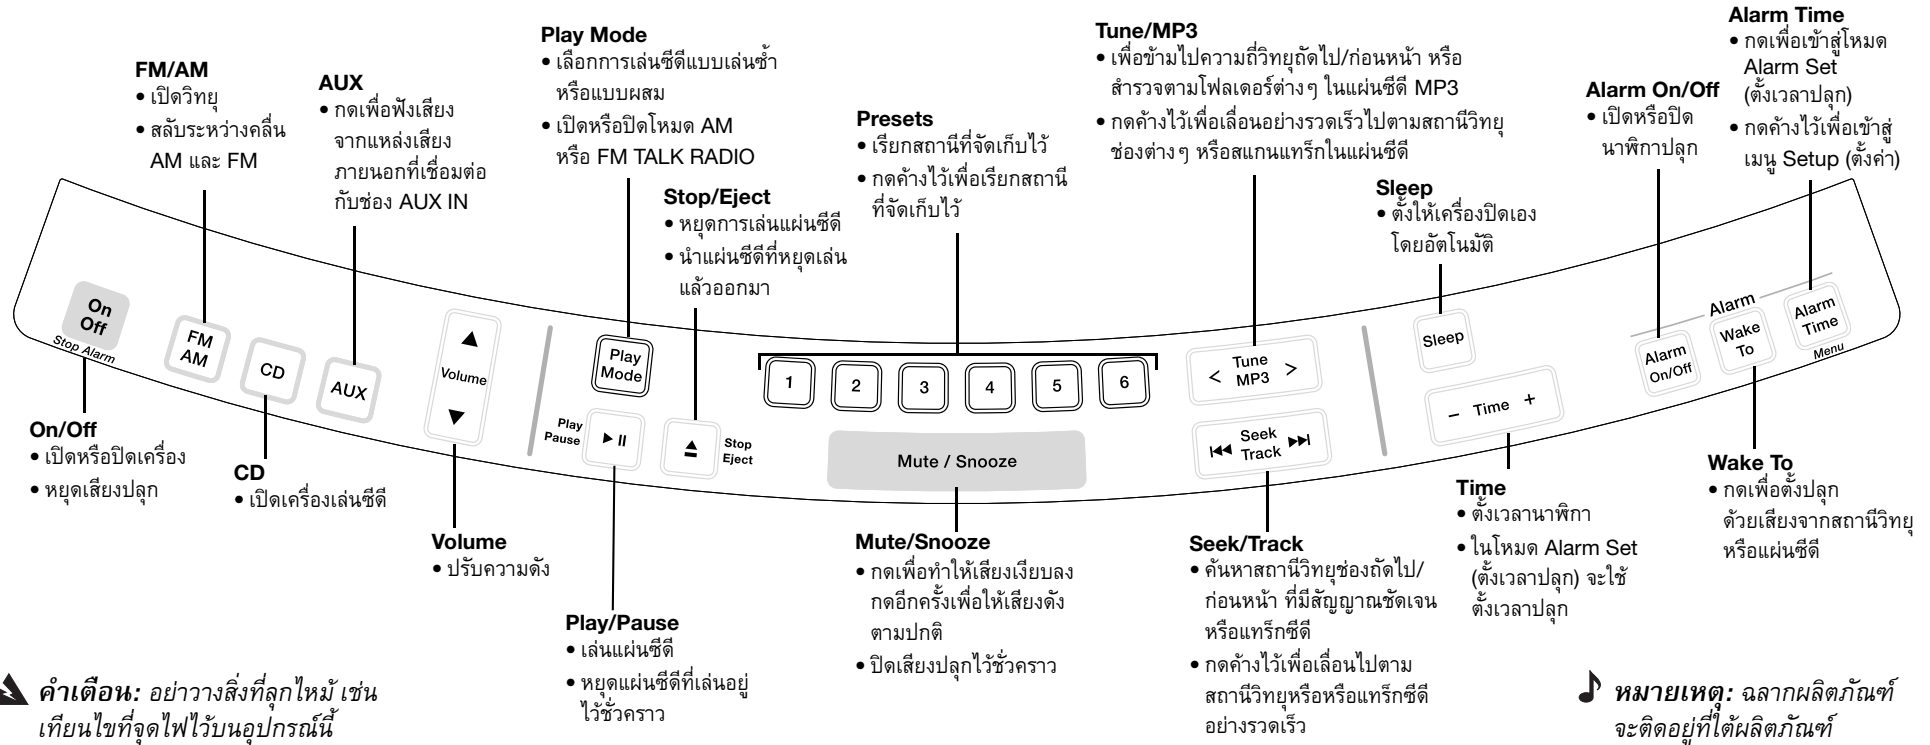 FM/AM
• เปิดวิทยุ
• สลับระหว่างคลื่น
AM และ FM
AUX
• กดเพื่อฟังเสียง
จากแหล่งเสียง
ภายนอกที่เชื่อมต่อ
กับช่อง AUX IN
Play Mode
• เลือกการเล่นซีดีแบบเล่นซ้ำ
หรือแบบผสม
• เปิดหรือปิดโหมด AM
หรือ FM TALK RADIO
Stop/Eject
• หยุดการเล่นแผ่นซีดี
• นำแผ่นซีดีที่หยุดเล่น
แล้วออกมา
Presets
• เรียกสถานีที่จัดเก็บไว้
• กดค้างไว้เพื่อเรียกสถานี
ที่จัดเก็บไว้
Tune/MP3
• เพื่อข้ามไปความถี่วิทยุถัดไป/ก่อนหน้า หรือ
สำรวจตามโฟลเดอร์ต่างๆ ในแผ่นซีดี MP3
• กดค้างไว้เพื่อเลื่อนอย่างรวดเร็วไปตามสถานีวิทยุ
ช่องต่างๆ หรือสแกนแทร็กในแผ่นซีดี
Sleep
• ตั้งให้เครื่องปิดเอง
โดยอัตโนมัติ
Alarm On/Off
• เปิดหรือปิด
นาฬิกาปลุก
Alarm Time
• กดเพื่อเข้าสู่โหมด
Alarm Set
(ตั้งเวลาปลุก)
• กดค้างไว้เพื่อเข้าสู่
เมนู Setup (ตั้งค่า)
On
Off
Stop Alarm
FM
AM
CD
AUX
Volume
Play
Mode
Play
Pause
Stop
Eject
1
2
3
4
5
6
Mute / Snooze
< Tune >
MP3
Seek
Track
Sleep
– Time +
Alarm
Alarm
On/Off
Wake
To
Alarm
Time
Menu
On/Off
• เปิดหรือปิดเครื่อง
• หยุดเสียงปลุก
CD
• เปิดเครื่องเล่นซีดี
Volume
• ปรับความดัง
Play/Pause
• เล่นแผ่นซีดี
• หยุดแผ่นซีดีที่เล่นอยู่
ไว้ชั่วคราว
Mute/Snooze
• กดเพื่อทำให้เสียงเงียบลง
กดอีกครั้งเพื่อให้เสียงดัง
ตามปกติ
• ปิดเสียงปลุกไว้ชั่วคราว
Seek/Track
• ค้นหาสถานีวิทยุช่องถัดไป/
ก่อนหน้า ที่มีสัญญาณชัดเจน
หรือแทร็กซีดี
• กดค้างไว้เพื่อเลื่อนไปตาม
สถานีวิทยุหรือหรือแทร็กซีดี
อย่างรวดเร็ว
Time
• ตั้งเวลานาฬิกา
• ในโหมด Alarm Set
(ตั้งเวลาปลุก) จะใช้
ตั้งเวลาปลุก
Wake To
• กดเพื่อตั้งปลุก
ด้วยเสียงจากสถานีวิทยุ
หรือแผ่นซีดี
คำเตือน: อย่าวางสิ่งที่ลุกไหม้ เช่น
เทียนไขที่จุดไฟไว้บนอุปกรณ์นี้
หมายเหตุ: ฉลากผลิตภัณฑ์
จะติดอยู่ที่ใต้ผลิตภัณฑ์